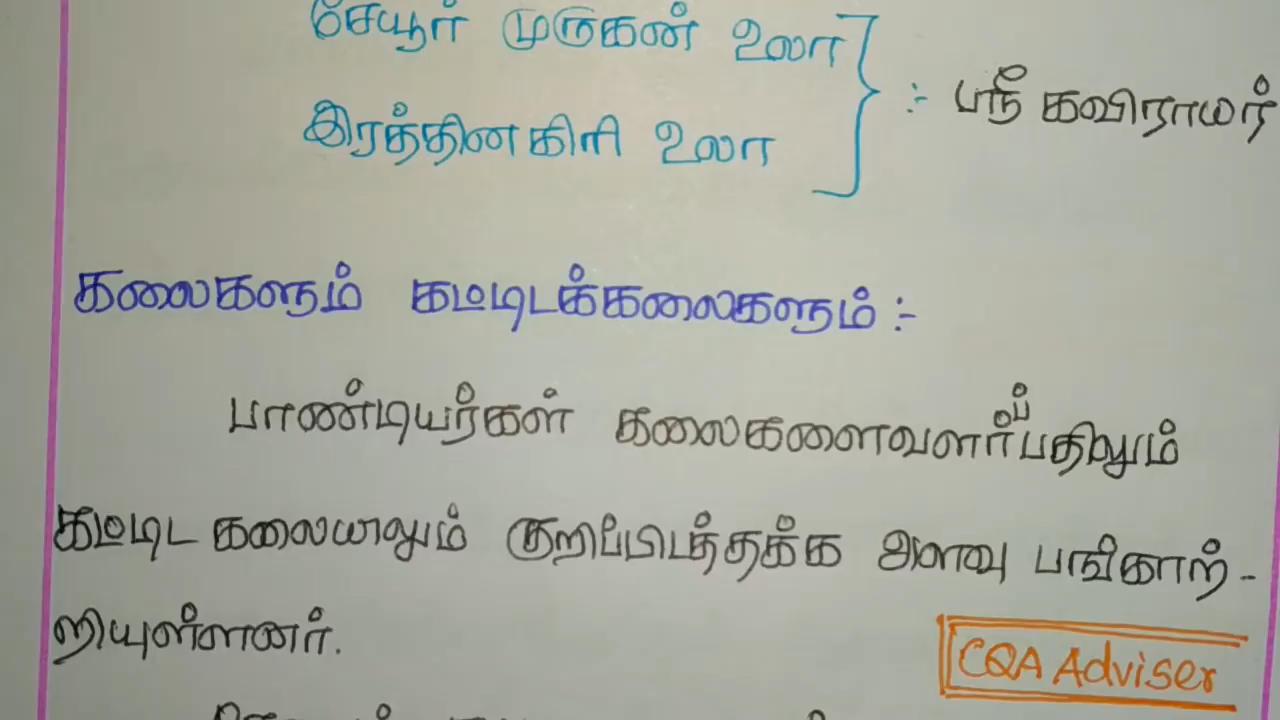 சேயூர் முருகன் உலா
இரத்தினகிரி உலா } :- ஸ்ரீ கவிராயர்
கலைகளும் கட்டிடக்கலைகளும் :-
பாண்டியர்கள் கலைகளைவளர்ப்பதிலும்
கட்டிட கலையாலும் குறிப்பிடத்தக்க அளவு பங்காற்-
றியுள்ளனர்.
CQA Adviser